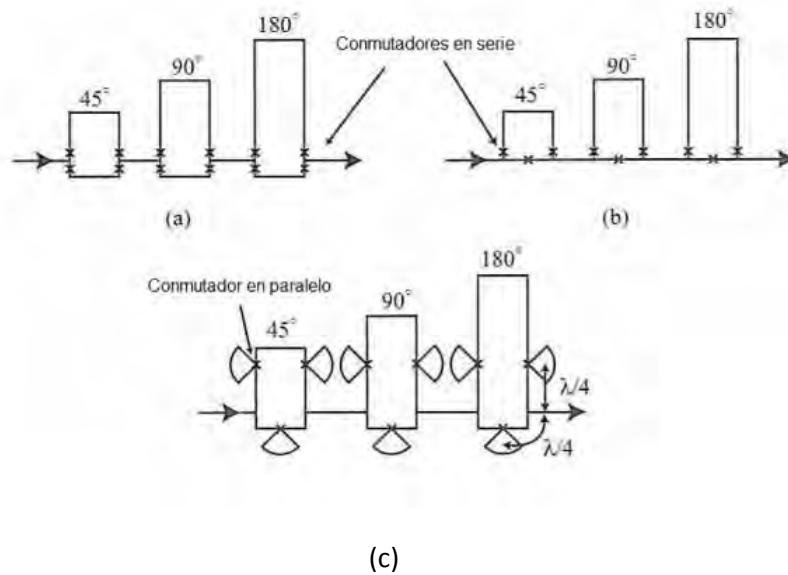 180°
90°
45°
Conmutadores en serie
180°
90°
45°
(a)
(b)
180°
Conmutador en paralelo
90°
45°
λ/4
λ/4
(c)